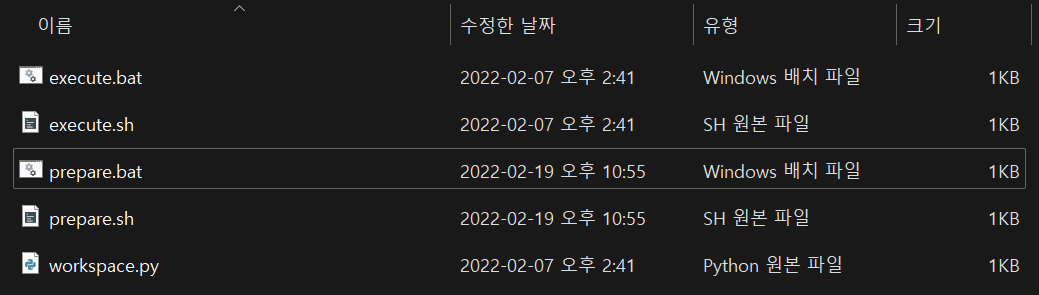 이름 수정한 날짜 유형 크기
execute.bat 2022-02-07 오후 2:41 Windows 배치 파일 1KB
execute.sh 2022-02-07 오후 2:41 SH 원본 파일 1KB
prepare.bat 2022-02-19 오후 10:55 Windows 배치 파일 1KB
prepare.sh 2022-02-19 오후 10:55 SH 원본 파일 1KB
workspace.py 2022-02-07 오후 2:41 Python 원본 파일 1KB